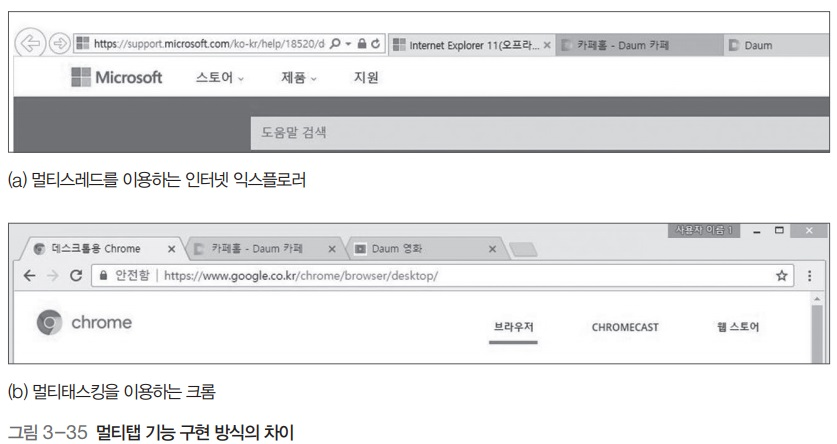 https://support.microsoft.com/ko-kr/help/18520/d
Internet Explorer 11(오프라...
카페홈 - Daum 카페
Daum
Microsoft 스토어 제품 지원
도움말 검색
(a) 멀티스레드를 이용하는 인터넷 익스플로러
사용자 이름 1
데스크톨용 Chrome
카페홈 - Daum 카페
Daum 영화
안전함 | https://www.google.co.kr/chrome/browser/desktop/
chrome 브라우저 CHROMECAST 웹 스토어
(b) 멀티태스킹을 이용하는 크롬
그림 3-35 멀티탭 기능 구현 방식의 차이